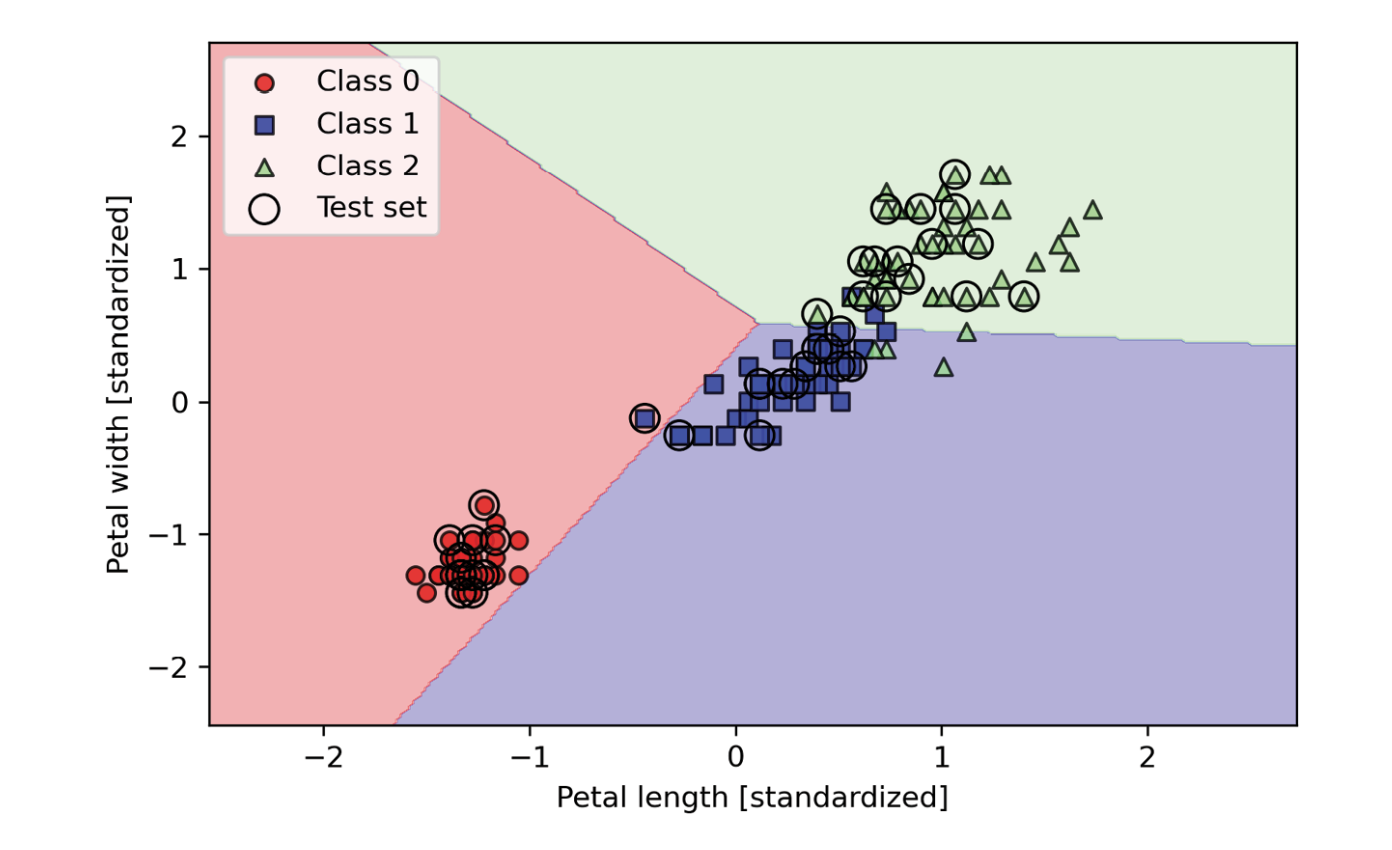 Class 0
Class 1
Class 2
Test set
2
1
0
−1
−2
Petal width [standardized]
−2
−1
0
1
2
Petal length [standardized]